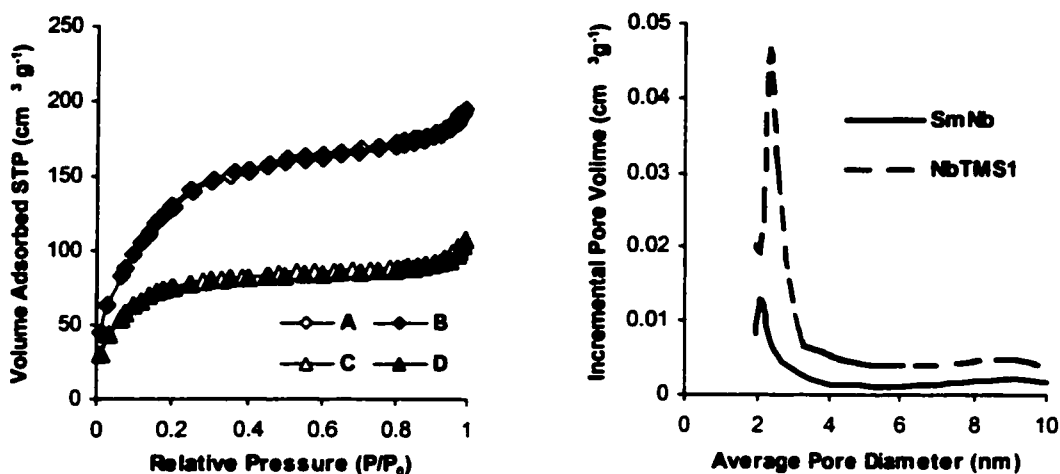 250
200
150
100
50
0
Volume Adsorbed STP (cm ³ g⁻¹)
A B
C D
0 0.2 0.4 0.6 0.8 1
Relative Pressure (P/P₀)
0.05
0.04
0.03
0.02
0.01
0
Incremental Pore Volime (cm ³g⁻¹)
SmNb
NbTMS1
0 2 4 6 8 10
Average Pore Diameter (nm)